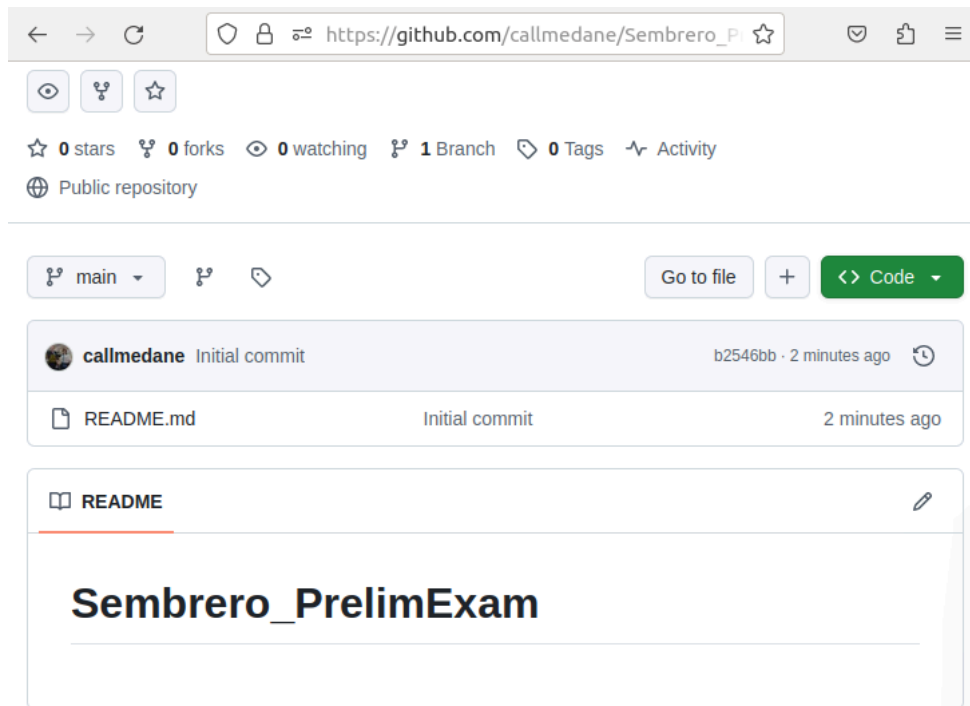 https://github.com/callmedane/Sembrero_P
0 stars 0 forks 0 watching 1 Branch 0 Tags Activity
Public repository
main Go to file Code
callmedane Initial commit b2546bb · 2 minutes ago
README.md Initial commit 2 minutes ago
README
Sembrero_PrelimExam